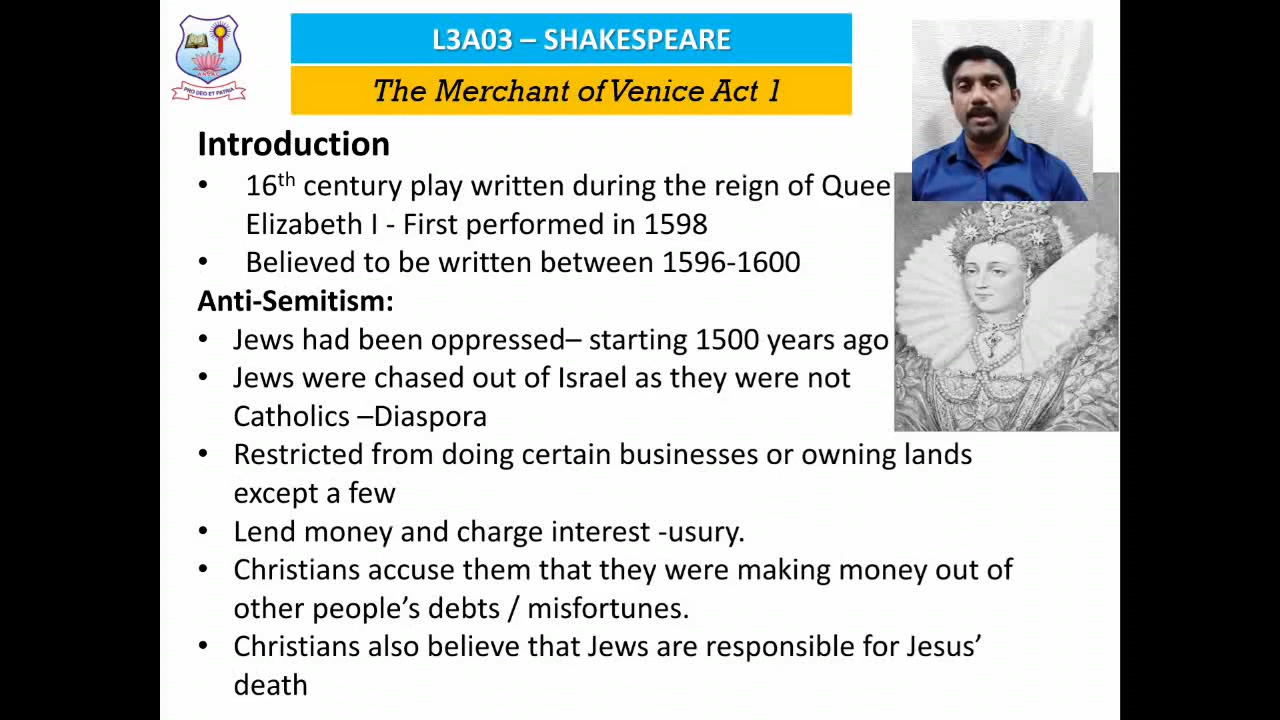 L3A03 – SHAKESPEARE
The Merchant of Venice Act 1
PRO DEO ET PATRIA
Introduction
• 16th century play written during the reign of Quee
Elizabeth I - First performed in 1598
• Believed to be written between 1596-1600
Anti-Semitism:
• Jews had been oppressed– starting 1500 years ago
• Jews were chased out of Israel as they were not
Catholics –Diaspora
• Restricted from doing certain businesses or owning lands
except a few
• Lend money and charge interest -usury.
• Christians accuse them that they were making money out of
other people’s debts / misfortunes.
• Christians also believe that Jews are responsible for Jesus’
death